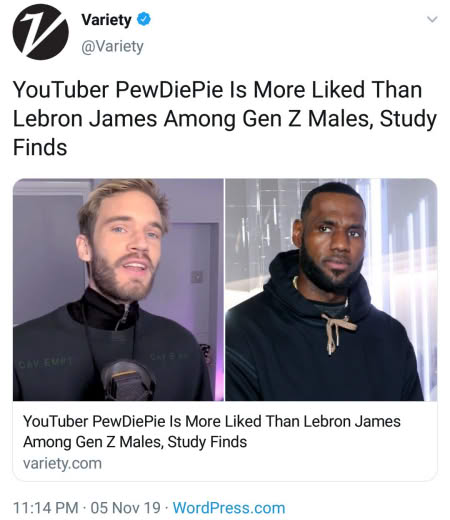 Variety
@Variety
YouTuber PewDiePie Is More Liked Than
Lebron James Among Gen Z Males, Study
Finds
CAV EMPT
YouTuber PewDiePie Is More Liked Than Lebron James
Among Gen Z Males, Study Finds
variety.com
11:14 PM · 05 Nov 19 · WordPress.com